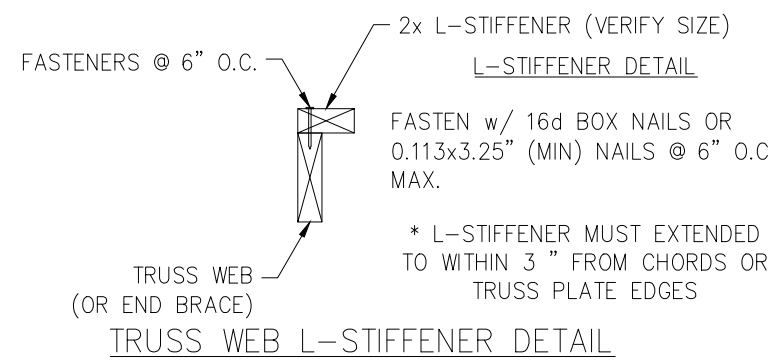 2x L-STIFFENER (VERIFY SIZE)
FASTENERS @ 6" O.C.
L-STIFFENER DETAIL
FASTEN w/ 16d BOX NAILS OR
0.113x3.25" (MIN) NAILS @ 6" O.C
MAX.
* L-STIFFENER MUST EXTENDED
TO WITHIN 3 " FROM CHORDS OR
TRUSS PLATE EDGES
TRUSS WEB
(OR END BRACE)
TRUSS WEB L-STIFFENER DETAIL